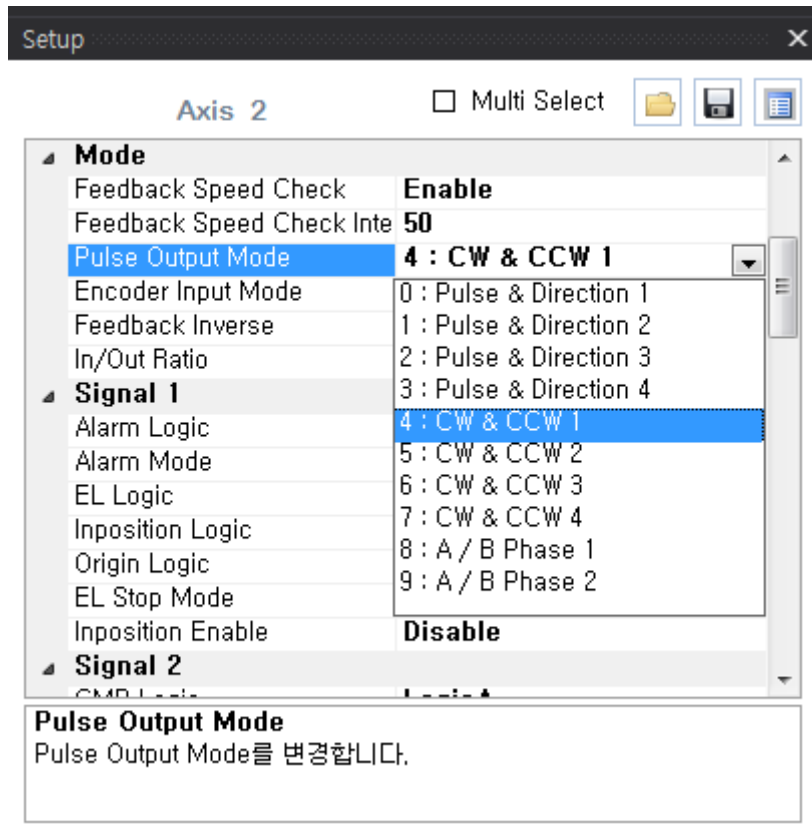 Setup
Axis 2
Multi Select
Mode
Feedback Speed Check Enable
Feedback Speed Check Inte 50
Pulse Output Mode 4 : CW & CCW 1
Encoder Input Mode
0 : Pulse & Direction 1
Feedback Inverse
1 : Pulse & Direction 2
In/Out Ratio
2 : Pulse & Direction 3
Signal 1
3 : Pulse & Direction 4
Alarm Logic
4 : CW & CCW 1
Alarm Mode
5 : CW & CCW 2
EL Logic
6 : CW & CCW 3
Inposition Logic
7 : CW & CCW 4
Origin Logic
8 : A / B Phase 1
EL Stop Mode
9 : A / B Phase 2
Inposition Enable Disable
Signal 2
Pulse Output Mode
Pulse Output Mode를 변경합니다.